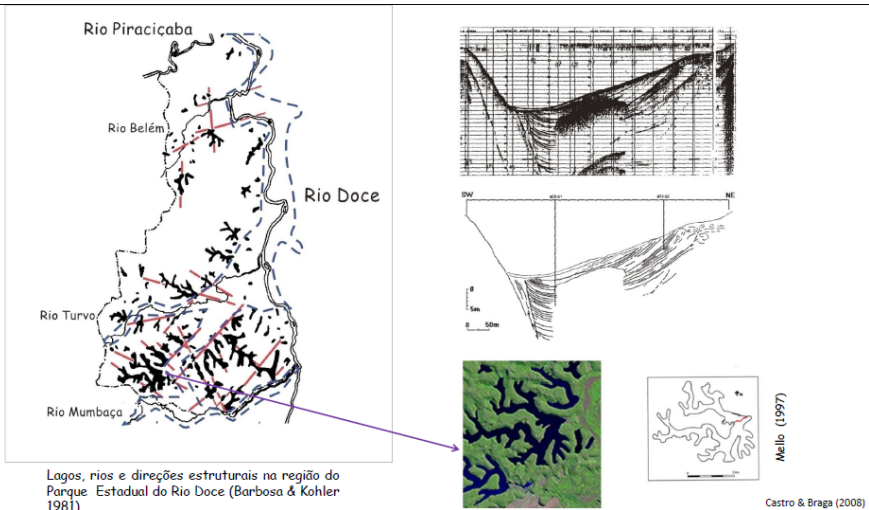 Rio Piraciçaba
Rio Belém
Rio Doce
Rio Turvo
Rio Mumbaça
Lagos, rios e direções estruturais na região do
Parque Estadual do Rio Doce (Barbosa & Kohler
1981)
SW
NE
0
5m
0 50m
Mello (1997)
Castro & Braga (2008)